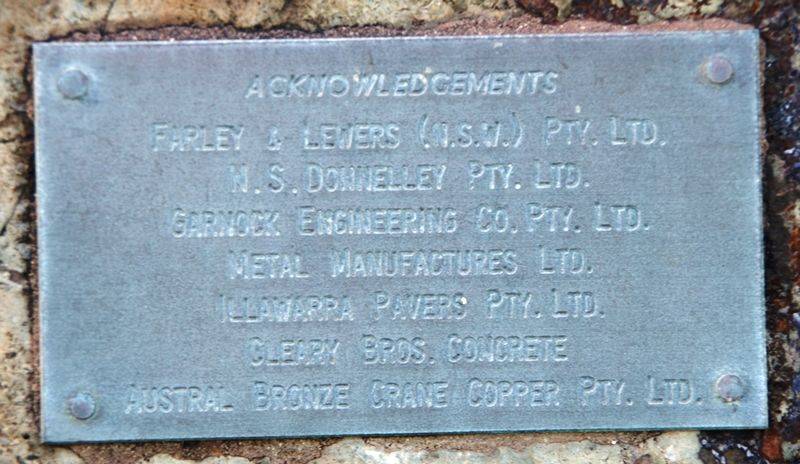 ACKNOWLEDGEMENTS
FARLEY & LEWERS (N.S.W.) PTY. LTD.
N.S. DONNELLEY PTY. LTD.
GARNOCK ENGINEERING CO. PTY. LTD.
METAL MANUFACTURES LTD.
ILLAWARRA PAVERS PTY. LTD.
CLEARY BROS. CONCRETE
AUSTRAL BRONZE CRANE COPPER PTY. LTD.